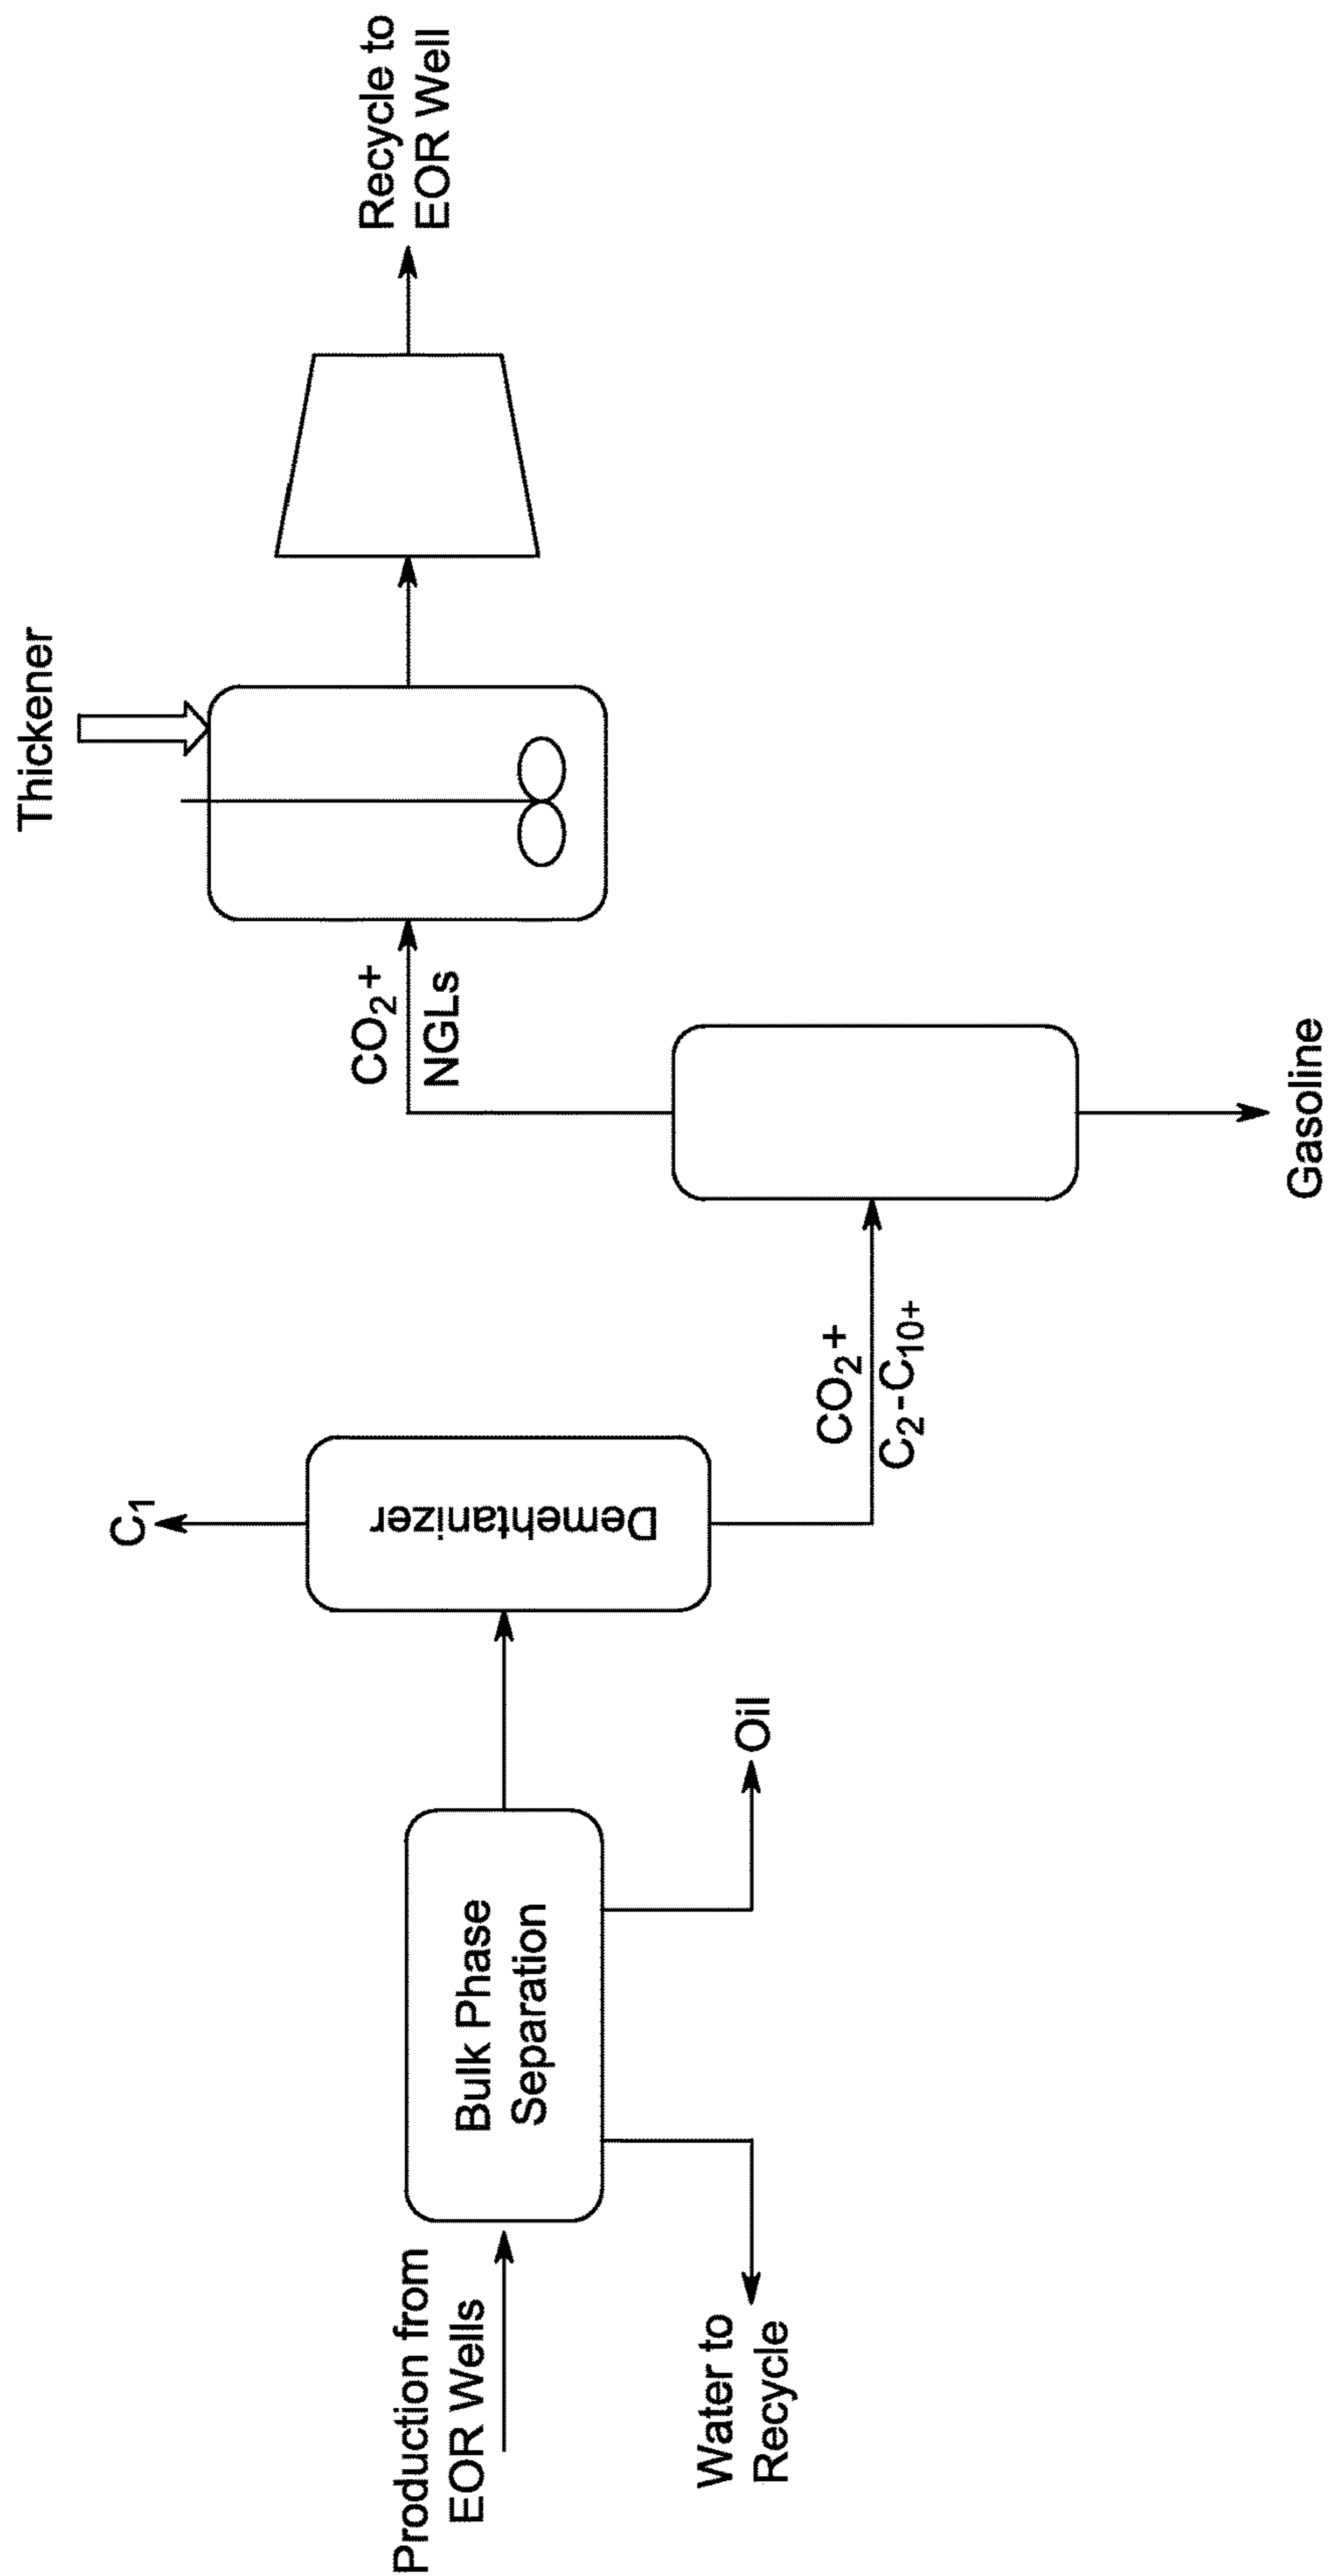 Production from
EOR Wells
Bulk Phase
Separation
Water to
Recycle
Oil
C₁
Demehtanizer
CO₂+
C₂-C₁₀₊
Gasoline
CO₂+
NGLs
Thickener
Recycle to
EOR Well